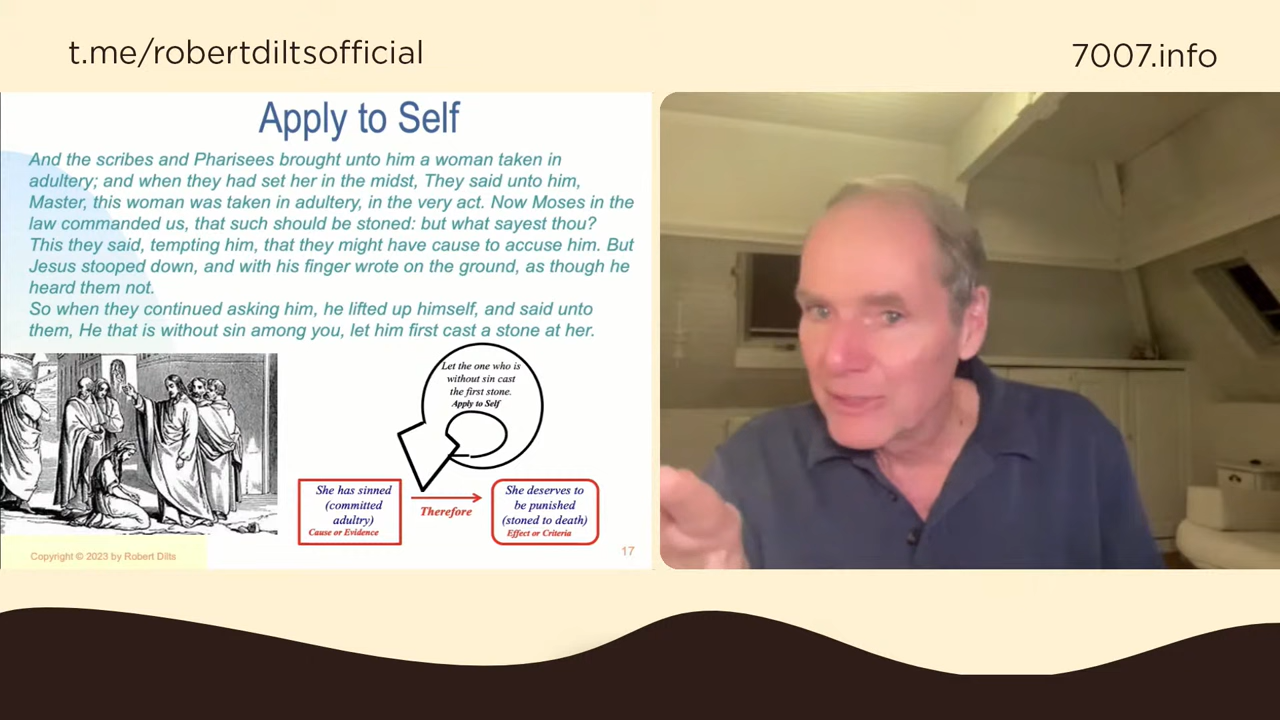 t.me/robertdiltsofficial
7007.info
Apply to Self
And the scribes and Pharisees brought unto him a woman taken in
adultery; and when they had set her in the midst, They said unto him,
Master, this woman was taken in adultery, in the very act. Now Moses in the
law commanded us, that such should be stoned: but what sayest thou?
This they said, tempting him, that they might have cause to accuse him. But
Jesus stooped down, and with his finger wrote on the ground, as though he
heard them not.
So when they continued asking him, he lifted up himself, and said unto
them, He that is without sin among you, let him first cast a stone at her.
Let the one who is
without sin cast
the first stone.
Apply to Self
She has sinned
(committed
adultry)
Cause or Evidence
Therefore
She deserves to
be punished
(stoned to death)
Effect or Criteria
Copyright © 2023 by Robert Dilts
17